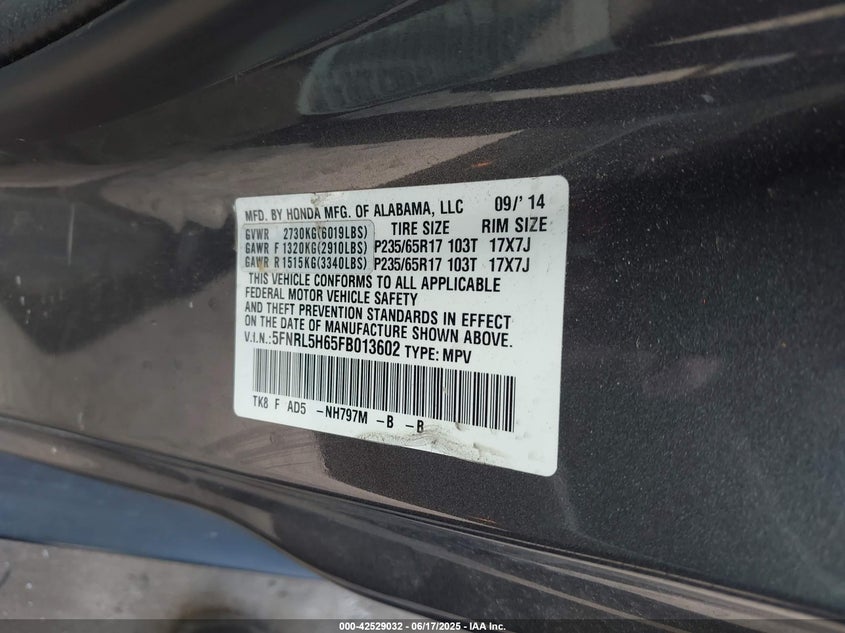 MFD. BY HONDA MFG. OF ALABAMA, LLC 09/'14
GVWR 2730KG(6019LBS) TIRE SIZE RIM SIZE
GAWR F 1320KG(2910LBS) P235/65R17 103T 17X7J
GAWR R 1515KG(3340LBS) P235/65R17 103T 17X7J
THIS VEHICLE CONFORMS TO ALL APPLICABLE
FEDERAL MOTOR VEHICLE SAFETY
AND THEFT PREVENTION STANDARDS IN EFFECT
ON THE DATE OF MANUFACTURE SHOWN ABOVE.
V.I.N.:5FNRL5H65FB013602 TYPE: MPV
TK8 F AD5 -NH797M -B -B
000-42529032 - 06/17/2025 - IAA Inc.